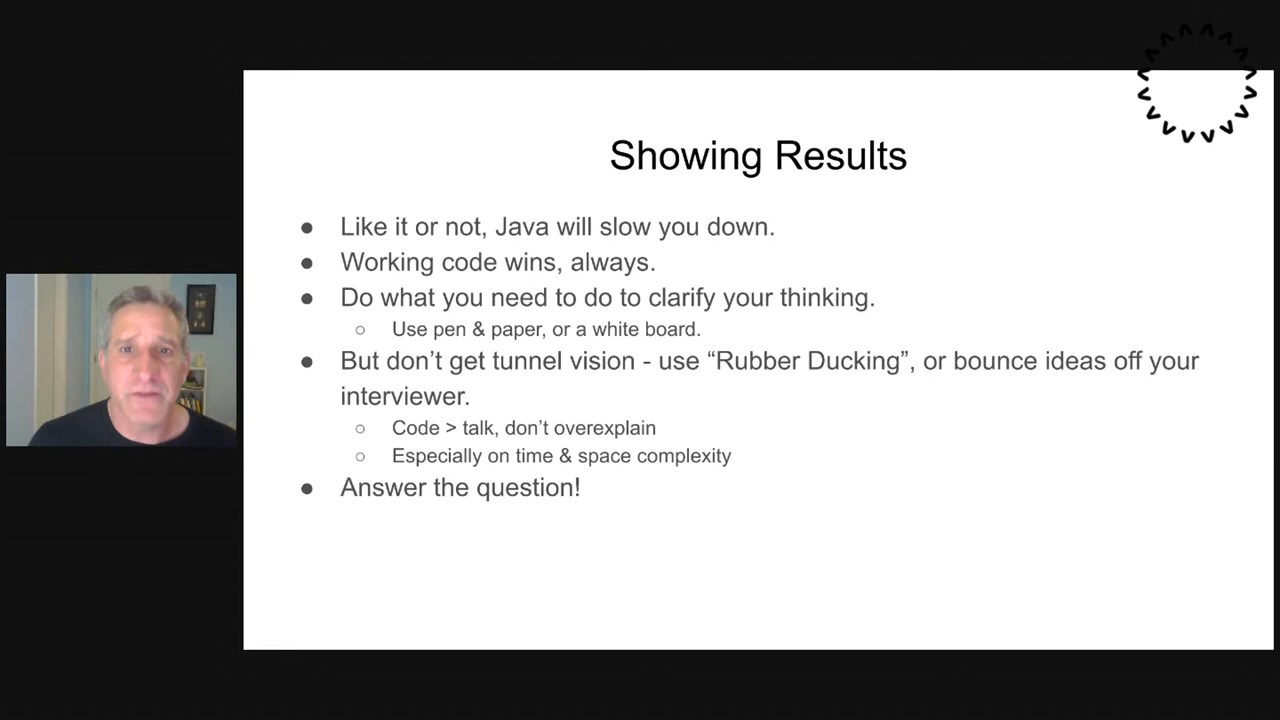 Showing Results
● Like it or not, Java will slow you down.
● Working code wins, always.
● Do what you need to do to clarify your thinking.
○ Use pen & paper, or a white board.
● But don’t get tunnel vision - use “Rubber Ducking”, or bounce ideas off your
interviewer.
○ Code > talk, don’t overexplain
○ Especially on time & space complexity
● Answer the question!